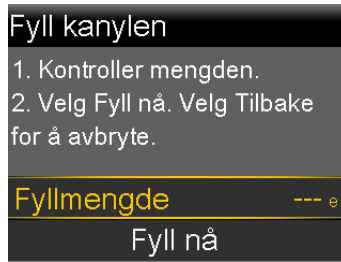 Fyll kanylen
1. Kontroller mengden.
2. Velg Fyll nå. Velg Tilbake
for å avbryte.
Fyllmengde --- e
Fyll nå